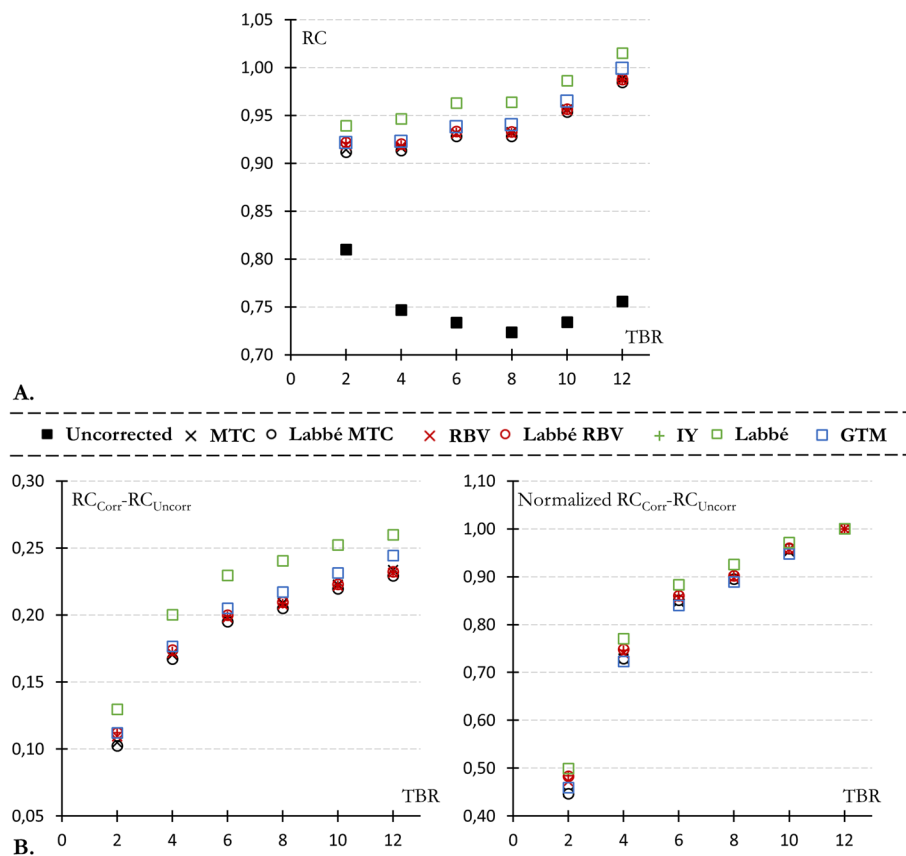 RC
1,05
1,00
0,95
0,90
0,85
0,80
0,75
0,70
TBR
0 2 4 6 8 10 12
A.
Uncorrected MTC Labbé MTC RBV Labbé RBV IY Labbé GTM
RC_Corr-RC_Uncorr
0,30
0,25
0,20
0,15
0,10
0,05
TBR
0 2 4 6 8 10 12
Normalized RC_Corr-RC_Uncorr
1,10
1,00
0,90
0,80
0,70
0,60
0,50
0,40
TBR
0 2 4 6 8 10 12
B.